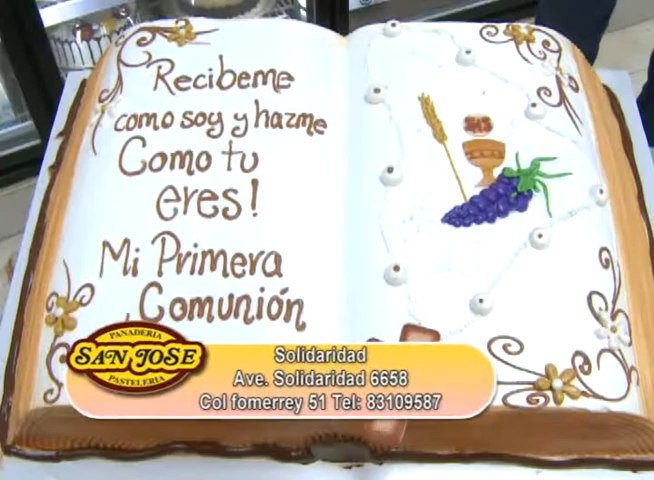 Recibeme
como soy y hazme
Como tu
eres!
Mi Primera
Comunión
PANADERIA
SAN JOSE
PASTELERIA
Solidaridad
Ave. Solidaridad 6658
Col fomerrey 51 Tel: 83109587